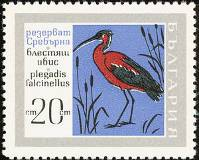 резерват
Сребърна
блестящ
ибис
plegadis
falcinellus
20 ст
БЪЛГАРИЯ